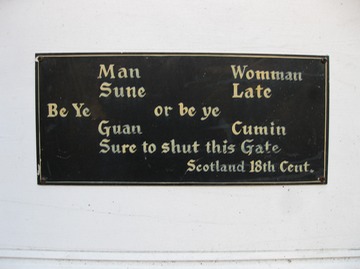 Man Womman
Sune Late
Be Ye or be ye
Guan Cumin
Sure to shut this Gate
Scotland 18th Cent.